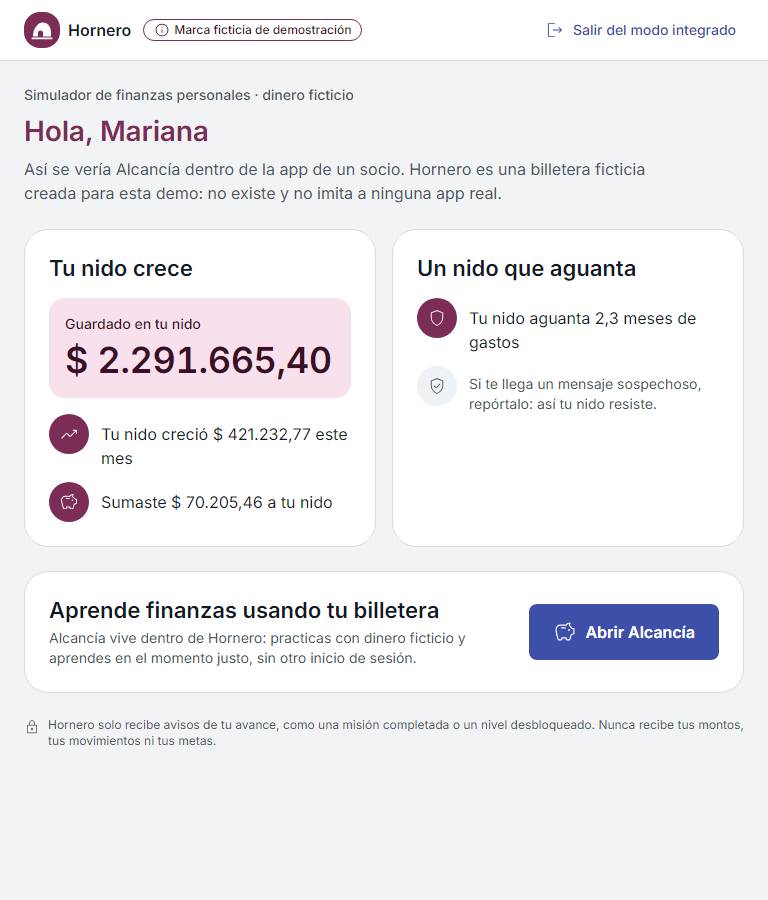 Hornero
Marca ficticia de demostración
Salir del modo integrado
Simulador de finanzas personales · dinero ficticio
Hola, Mariana
Así se vería Alcancía dentro de la app de un socio. Hornero es una billetera ficticia
creada para esta demo: no existe y no imita a ninguna app real.
Tu nido crece
Guardado en tu nido
$ 2.291.665,40
Tu nido creció $ 421.232,77 este
mes
Sumaste $ 70.205,46 a tu nido
Un nido que aguanta
Tu nido aguanta 2,3 meses de
gastos
Si te llega un mensaje sospechoso,
repórtalo: así tu nido resiste.
Aprende finanzas usando tu billetera
Alcancía vive dentro de Hornero: practicas con dinero ficticio y
aprendes en el momento justo, sin otro inicio de sesión.
Abrir Alcancía
Hornero solo recibe avisos de tu avance, como una misión completada o un nivel desbloqueado. Nunca recibe tus montos,
tus movimientos ni tus metas.